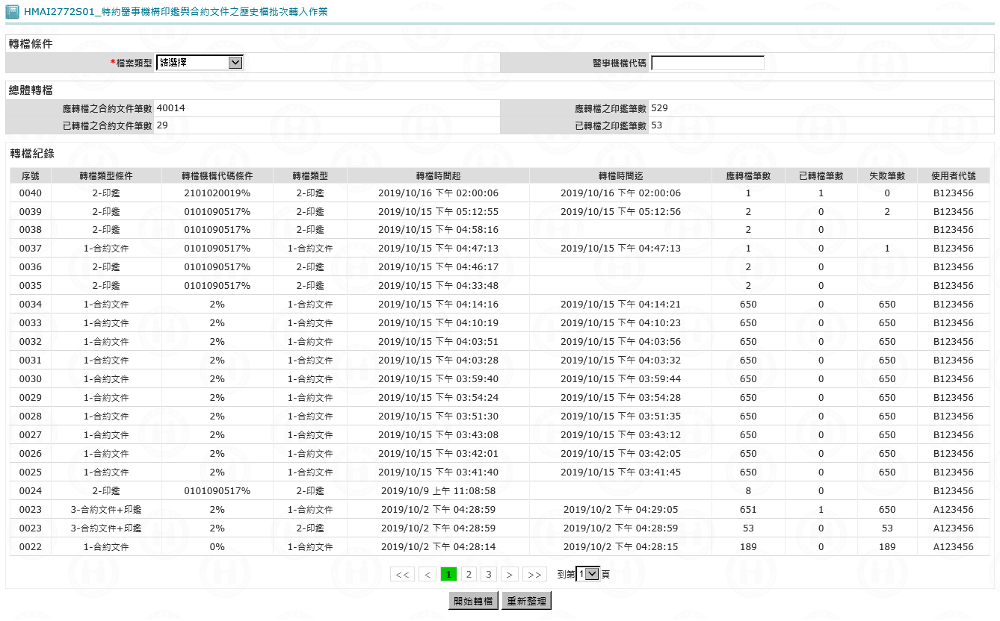 HMAI2772S01_特約醫事機構印鑑與合約文件之歷史檔批次轉入作業
轉檔條件
*檔案類型 請選擇 醫事機構代碼
總體轉檔
應轉檔之合約文件筆數 40014 應轉檔之印鑑筆數 529
已轉檔之合約文件筆數 29 已轉檔之印鑑筆數 53
轉檔紀錄
序號 轉檔類型條件 轉檔機構代碼條件 轉檔類型 轉檔時間起 轉檔時間迄 應轉檔筆數 已轉檔筆數 失敗筆數 使用者代號
0040 2-印鑑 2101020019% 2-印鑑 2019/10/16 下午 02:00:06 2019/10/16 下午 02:00:06 1 1 0 B123456
0039 2-印鑑 0101090517% 2-印鑑 2019/10/15 下午 05:12:55 2019/10/15 下午 05:12:56 2 0 2 B123456
0038 2-印鑑 0101090517% 2-印鑑 2019/10/15 下午 04:58:16 2 0 B123456
0037 1-合約文件 0101090517% 1-合約文件 2019/10/15 下午 04:47:13 2019/10/15 下午 04:47:13 1 0 1 B123456
0036 2-印鑑 0101090517% 2-印鑑 2019/10/15 下午 04:46:17 2 0 B123456
0035 2-印鑑 0101090517% 2-印鑑 2019/10/15 下午 04:33:48 2 0 B123456
0034 1-合約文件 2% 1-合約文件 2019/10/15 下午 04:14:16 2019/10/15 下午 04:14:21 650 0 650 B123456
0033 1-合約文件 2% 1-合約文件 2019/10/15 下午 04:10:19 2019/10/15 下午 04:10:23 650 0 650 B123456
0032 1-合約文件 2% 1-合約文件 2019/10/15 下午 04:03:51 2019/10/15 下午 04:03:56 650 0 650 B123456
0031 1-合約文件 2% 1-合約文件 2019/10/15 下午 04:03:28 2019/10/15 下午 04:03:32 650 0 650 B123456
0030 1-合約文件 2% 1-合約文件 2019/10/15 下午 03:59:40 2019/10/15 下午 03:59:44 650 0 650 B123456
0029 1-合約文件 2% 1-合約文件 2019/10/15 下午 03:54:24 2019/10/15 下午 03:54:28 650 0 650 B123456
0028 1-合約文件 2% 1-合約文件 2019/10/15 下午 03:51:30 2019/10/15 下午 03:51:35 650 0 650 B123456
0027 1-合約文件 2% 1-合約文件 2019/10/15 下午 03:43:08 2019/10/15 下午 03:43:12 650 0 650 B123456
0026 1-合約文件 2% 1-合約文件 2019/10/15 下午 03:42:01 2019/10/15 下午 03:42:05 650 0 650 B123456
0025 1-合約文件 2% 1-合約文件 2019/10/15 下午 03:41:40 2019/10/15 下午 03:41:45 650 0 650 B123456
0024 2-印鑑 0101090517% 2-印鑑 2019/10/9 上午 11:08:58 8 0 B123456
0023 3-合約文件+印鑑 2% 1-合約文件 2019/10/2 下午 04:28:59 2019/10/2 下午 04:29:05 651 1 650 A123456
0023 3-合約文件+印鑑 2% 2-印鑑 2019/10/2 下午 04:28:59 2019/10/2 下午 04:28:59 53 0 53 A123456
0022 1-合約文件 0% 1-合約文件 2019/10/2 下午 04:28:14 2019/10/2 下午 04:28:15 189 0 189 A123456
<< < 1 2 3 > >> 到第 1 頁
開始轉檔 重新整理